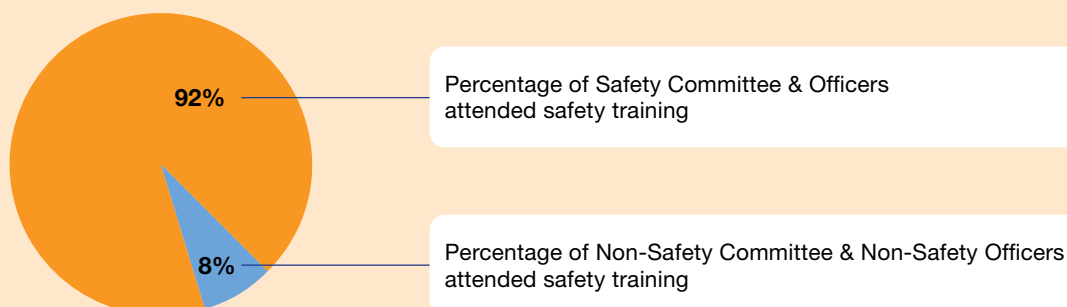 92%
Percentage of Safety Committee & Officers
attended safety training
8%
Percentage of Non-Safety Committee & Non-Safety Officers
attended safety training